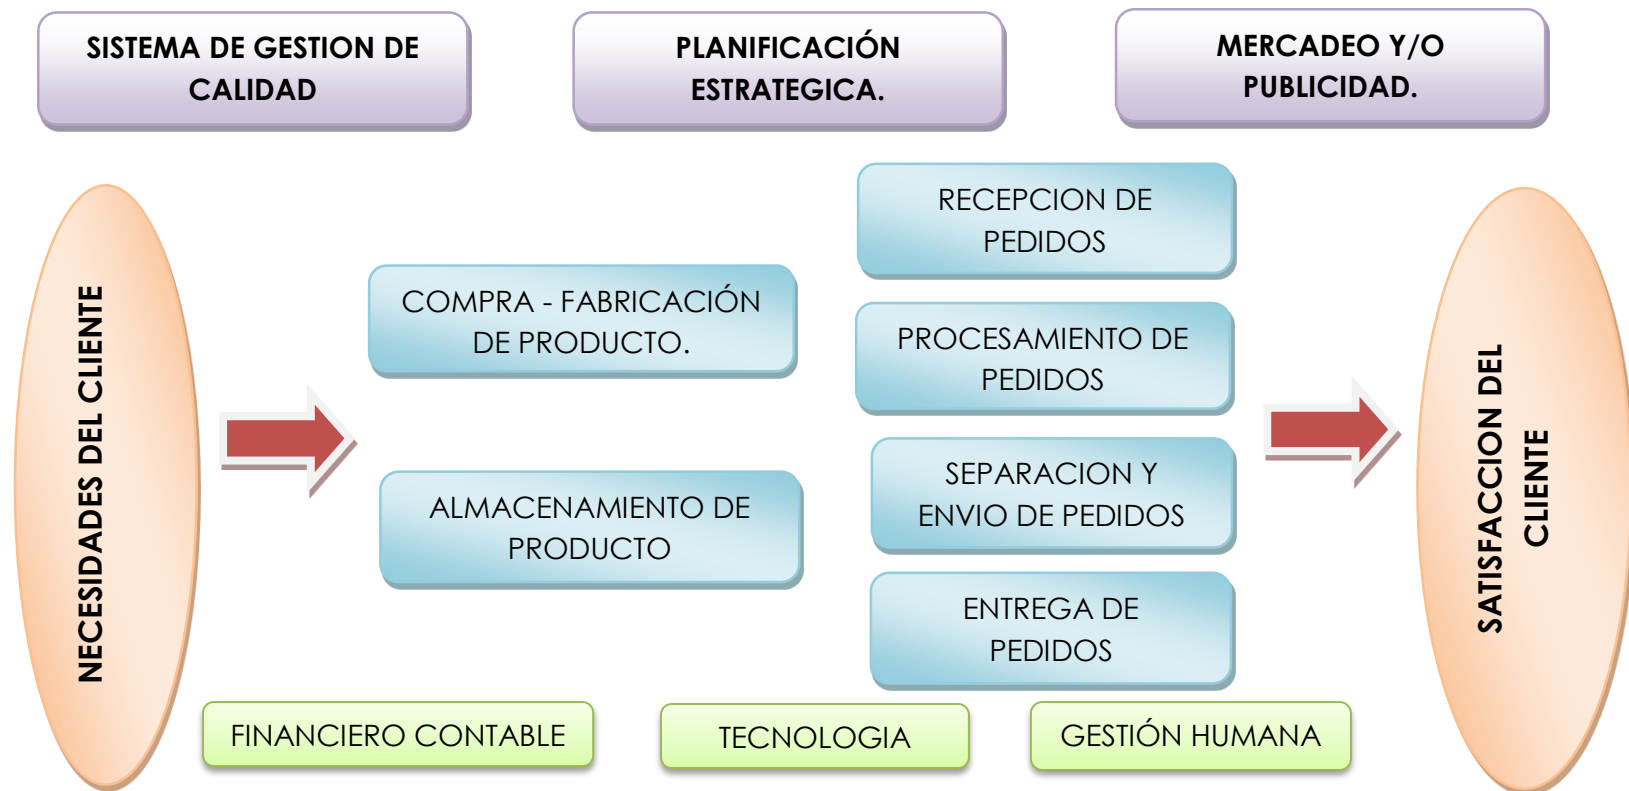 SISTEMA DE GESTION DE
CALIDAD
PLANIFICACIÓN
ESTRATEGICA.
MERCADEO Y/O
PUBLICIDAD.
NECESIDADES DEL CLIENTE
COMPRA - FABRICACIÓN
DE PRODUCTO.
ALMACENAMIENTO DE
PRODUCTO
RECEPCION DE
PEDIDOS
PROCESAMIENTO DE
PEDIDOS
SEPARACION Y
ENVIO DE PEDIDOS
ENTREGA DE
PEDIDOS
SATISFACCION DEL
CLIENTE
FINANCIERO CONTABLE
TECNOLOGIA
GESTIÓN HUMANA